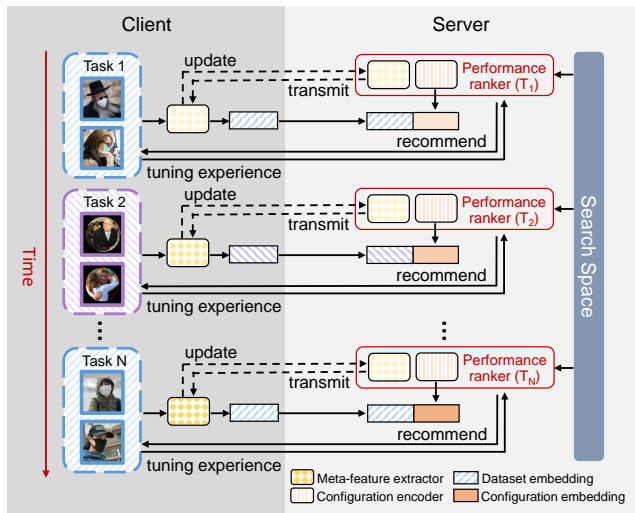 Client
Server
Task 1
update
transmit
Performance
ranker (T1)
recommend
tuning experience
Task 2
update
transmit
Performance
ranker (T2)
recommend
tuning experience
Task N
update
transmit
Performance
ranker (TN)
recommend
tuning experience
Time
Search Space
Meta-feature extractor
Dataset embedding
Configuration encoder
Configuration embedding